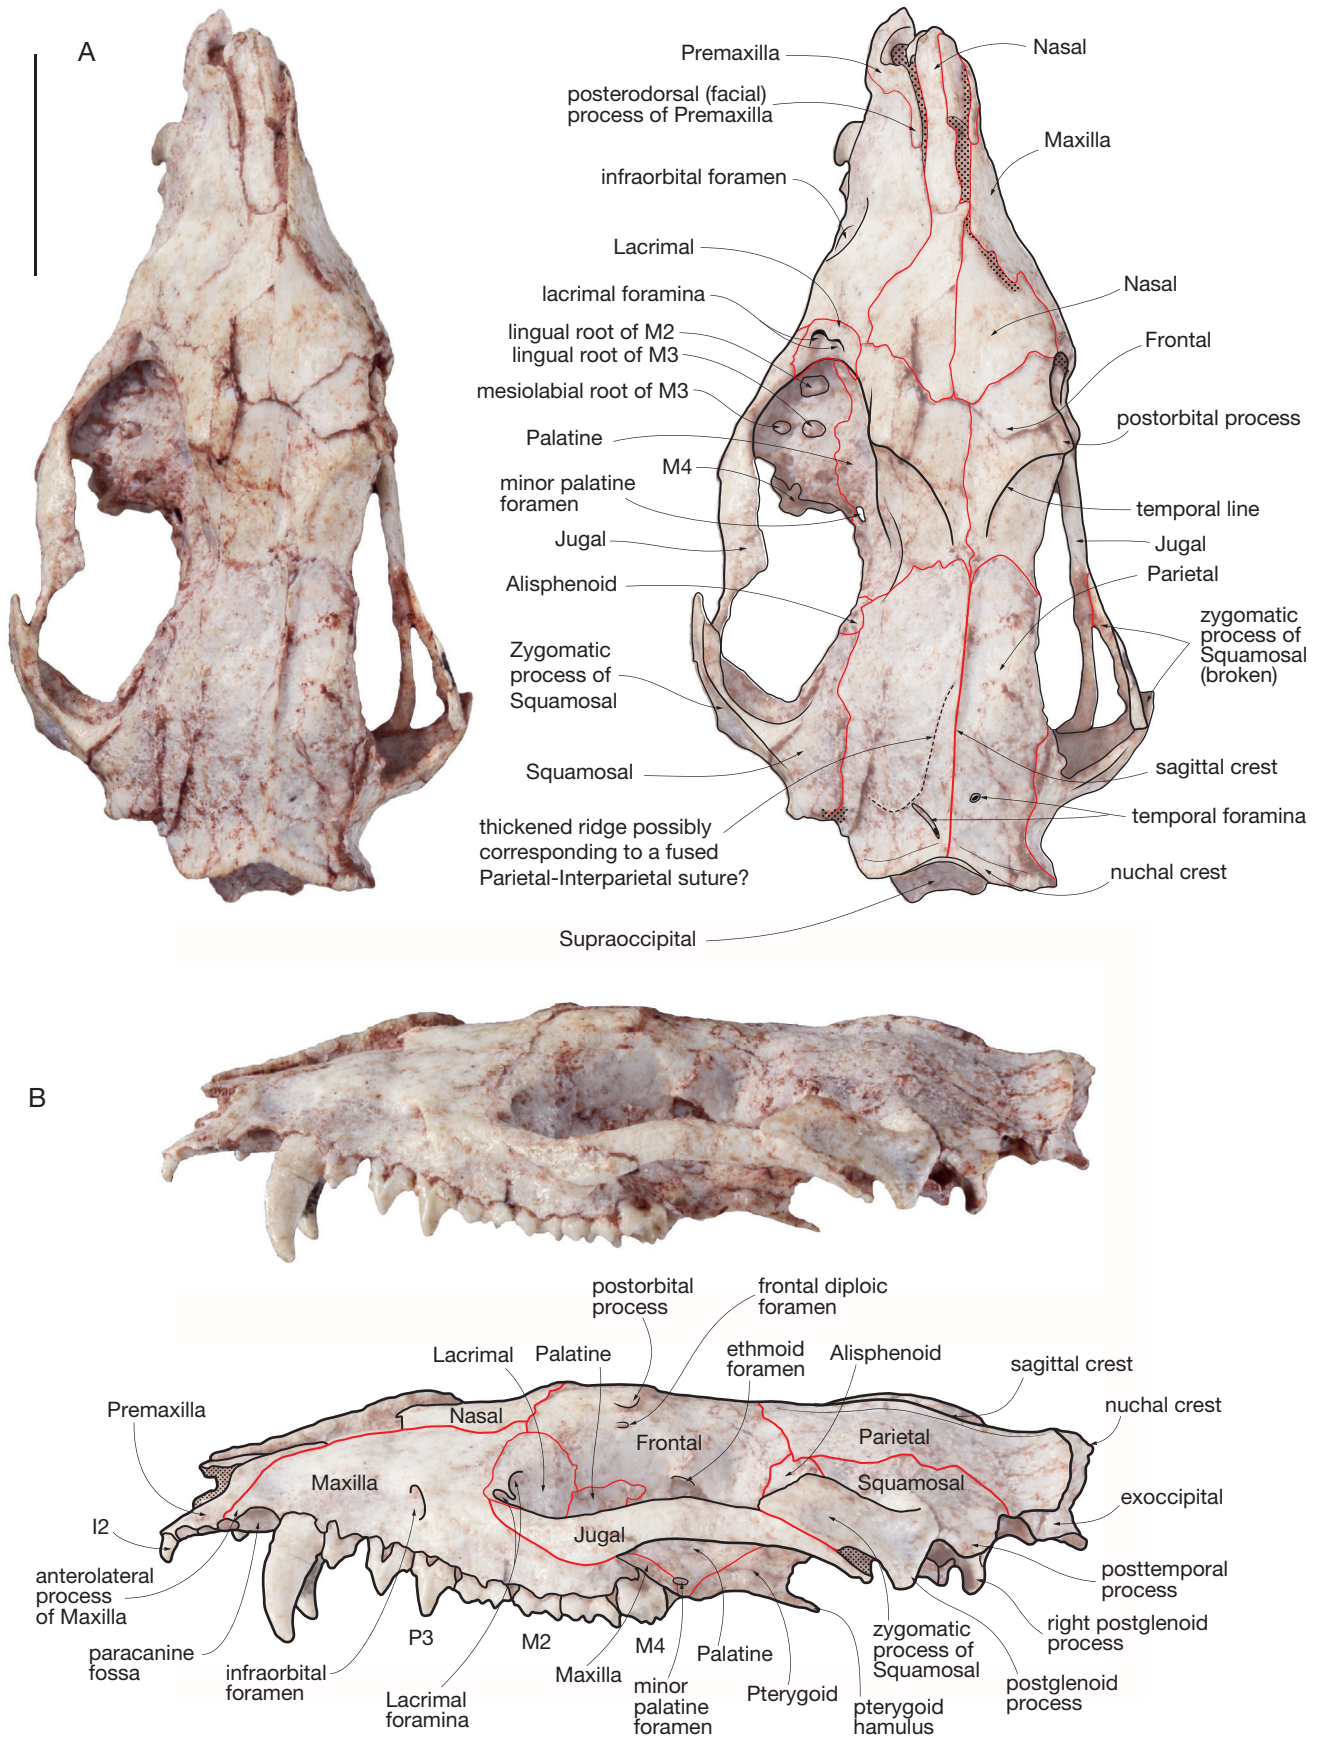 A
Premaxilla
Nasal
posterodorsal (facial)
process of Premaxilla
Maxilla
infraorbital foramen
Lacrimal
Nasal
lacrimal foramina
lingual root of M2
Frontal
lingual root of M3
mesiolabial root of M3
postorbital process
Palatine
M4
minor palatine
foramen
temporal line
Jugal
Jugal
Alisphenoid
Parietal
zygomatic
process of
Squamosal
(broken)
Zygomatic
process of
Squamosal
Squamosal
sagittal crest
temporal foramina
thickened ridge possibly
corresponding to a fused
Parietal-Interparietal suture?
nuchal crest
Supraoccipital
B
postorbital
process
frontal diploic
foramen
Lacrimal
Palatine
ethmoid
foramen
Alisphenoid
sagittal crest
nuchal crest
Premaxilla
Nasal
Frontal
Parietal
Maxilla
Squamosal
exoccipital
I2
Jugal
anterolateral
process
of Maxilla
posttemporal
process
paracanine
fossa
infraorbital
foramen
P3
Lacrimal
foramina
M2
Maxilla
M4
minor
palatine
foramen
Palatine
Pterygoid
pterygoid
hamulus
zygomatic
process of
Squamosal
right postglenoid
process
postglenoid
process